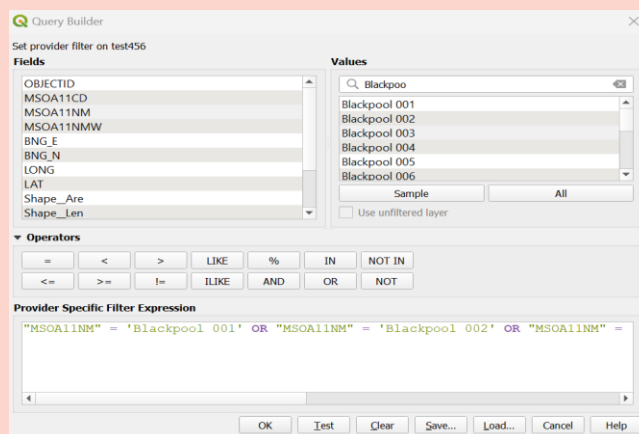 Query Builder
Set provider filter on test456
Fields
OBJECTID
MSOA11CD
MSOA11NM
MSOA11NMW
BNG_E
BNG_N
LONG
LAT
Shape__Are
Shape__Len
Values
Blackpoo
Blackpool 001
Blackpool 002
Blackpool 003
Blackpool 004
Blackpool 005
Blackpool 006
Sample All
Use unfiltered layer
Operators
= < > LIKE % IN NOT IN
<= >= != ILIKE AND OR NOT
Provider Specific Filter Expression
"MSOA11NM" = 'Blackpool 001' OR "MSOA11NM" = 'Blackpool 002' OR "MSOA11NM" =
OK Test Clear Save... Load... Cancel Help